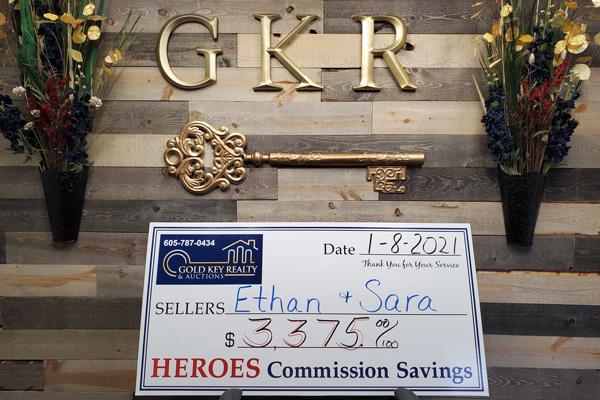 GKR
605-787-0434
GOLD KEY REALTY
& AUCTIONS
Date 1-8-2021
Thank You for Your Service
SELLERS Ethan + Sara
$ 3,375. 00/100
HEROES Commission Savings